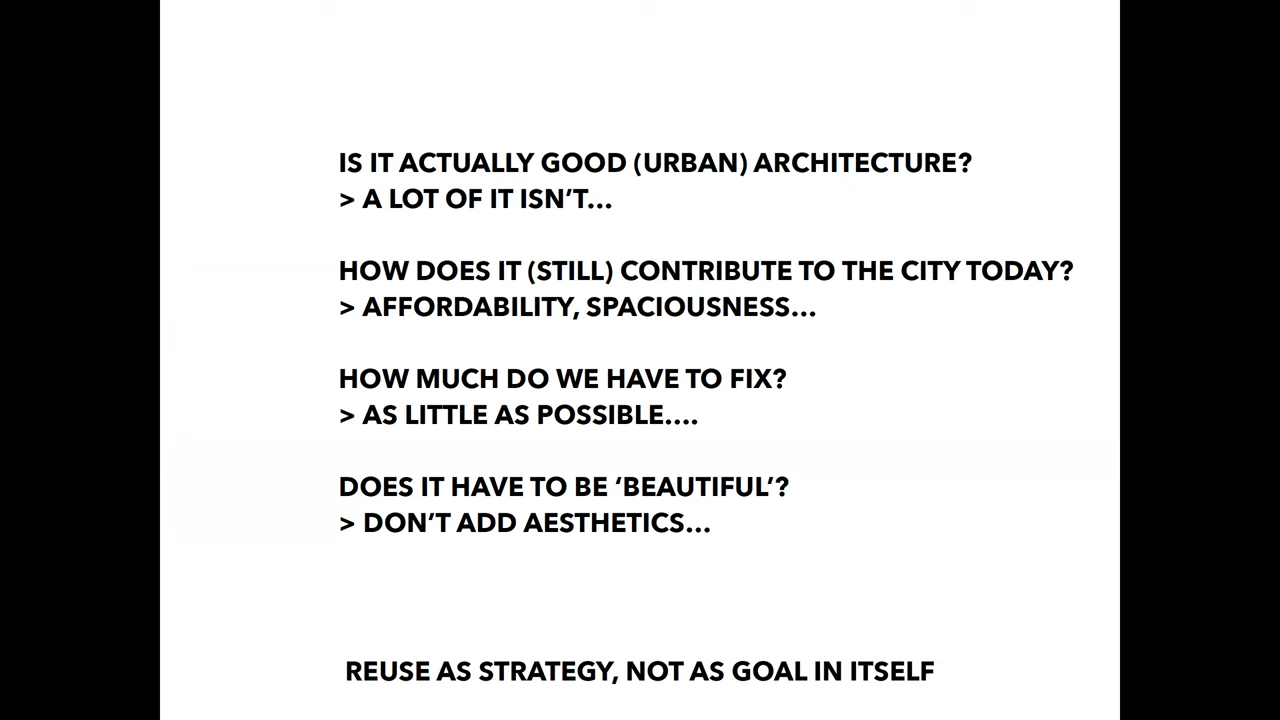 IS IT ACTUALLY GOOD (URBAN) ARCHITECTURE?
> A LOT OF IT ISN’T...
HOW DOES IT (STILL) CONTRIBUTE TO THE CITY TODAY?
> AFFORDABILITY, SPACIOUSNESS...
HOW MUCH DO WE HAVE TO FIX?
> AS LITTLE AS POSSIBLE....
DOES IT HAVE TO BE ‘BEAUTIFUL’?
> DON’T ADD AESTHETICS...
REUSE AS STRATEGY, NOT AS GOAL IN ITSELF